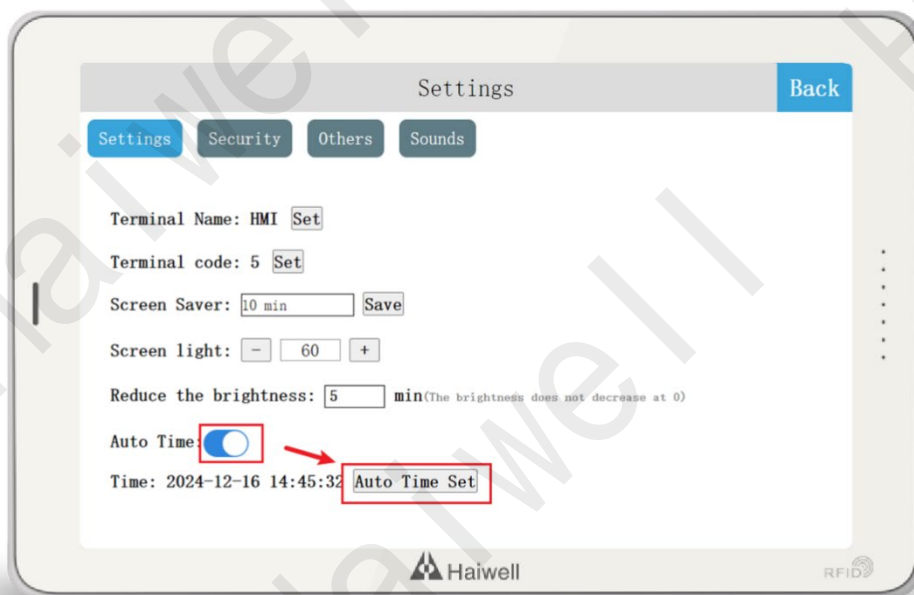 Settings
Back
Settings Security Others Sounds
Terminal Name: HMI Set
Terminal code: 5 Set
Screen Saver: 10 min Save
Screen light: - 60 +
Reduce the brightness: 5 min(The brightness does not decrease at 0)
Auto Time:
Time: 2024-12-16 14:45:32 Auto Time Set
Haiwell
RFID
Haiwell
Haiwell